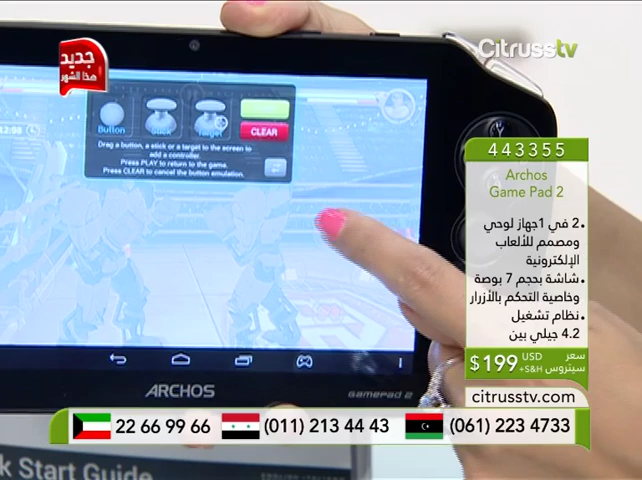 Citrusstv
جديد
هذا الشهر
Button
Stick
Target
CLEAR
Drag a button, a stick or a target to the screen to
add a controller.
Press PLAY to return to the game.
Press CLEAR to cancel the button emulation.
443355
Archos
Game Pad 2
2 في 1 جهاز لوحي
ومصمم للألعاب
الإلكترونية
شاشة بحجم 7 بوصة
وخاصية التحكم بالأزرار
نظام تشغيل
4.2 جيلي بين
$199 USD +S&H سعر سيتروس
citrusstv.com
ARCHOS
GAMEPAD 2
22 66 99 66 (011) 213 44 43 (061) 223 4733
k Start Guide